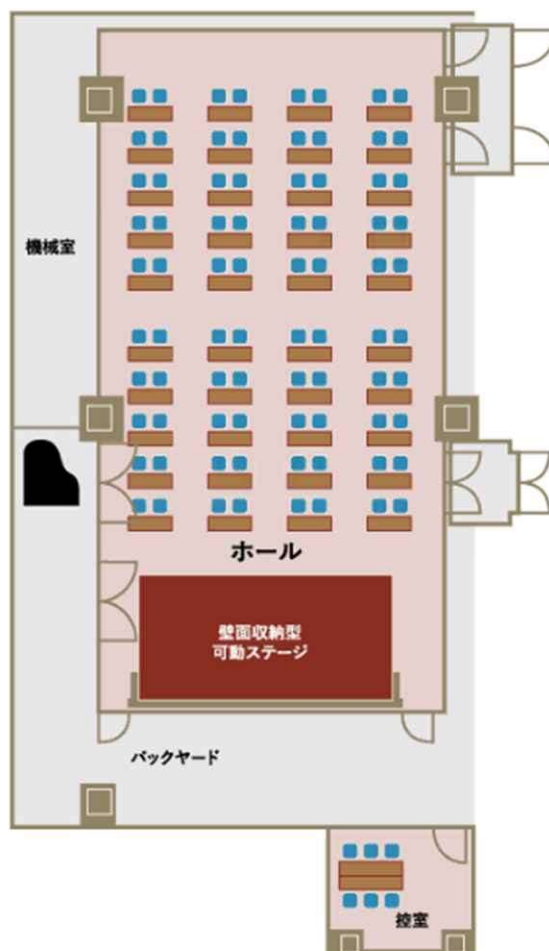 機械室
ホール
壁面収納型
可動ステージ
バックヤード
控室